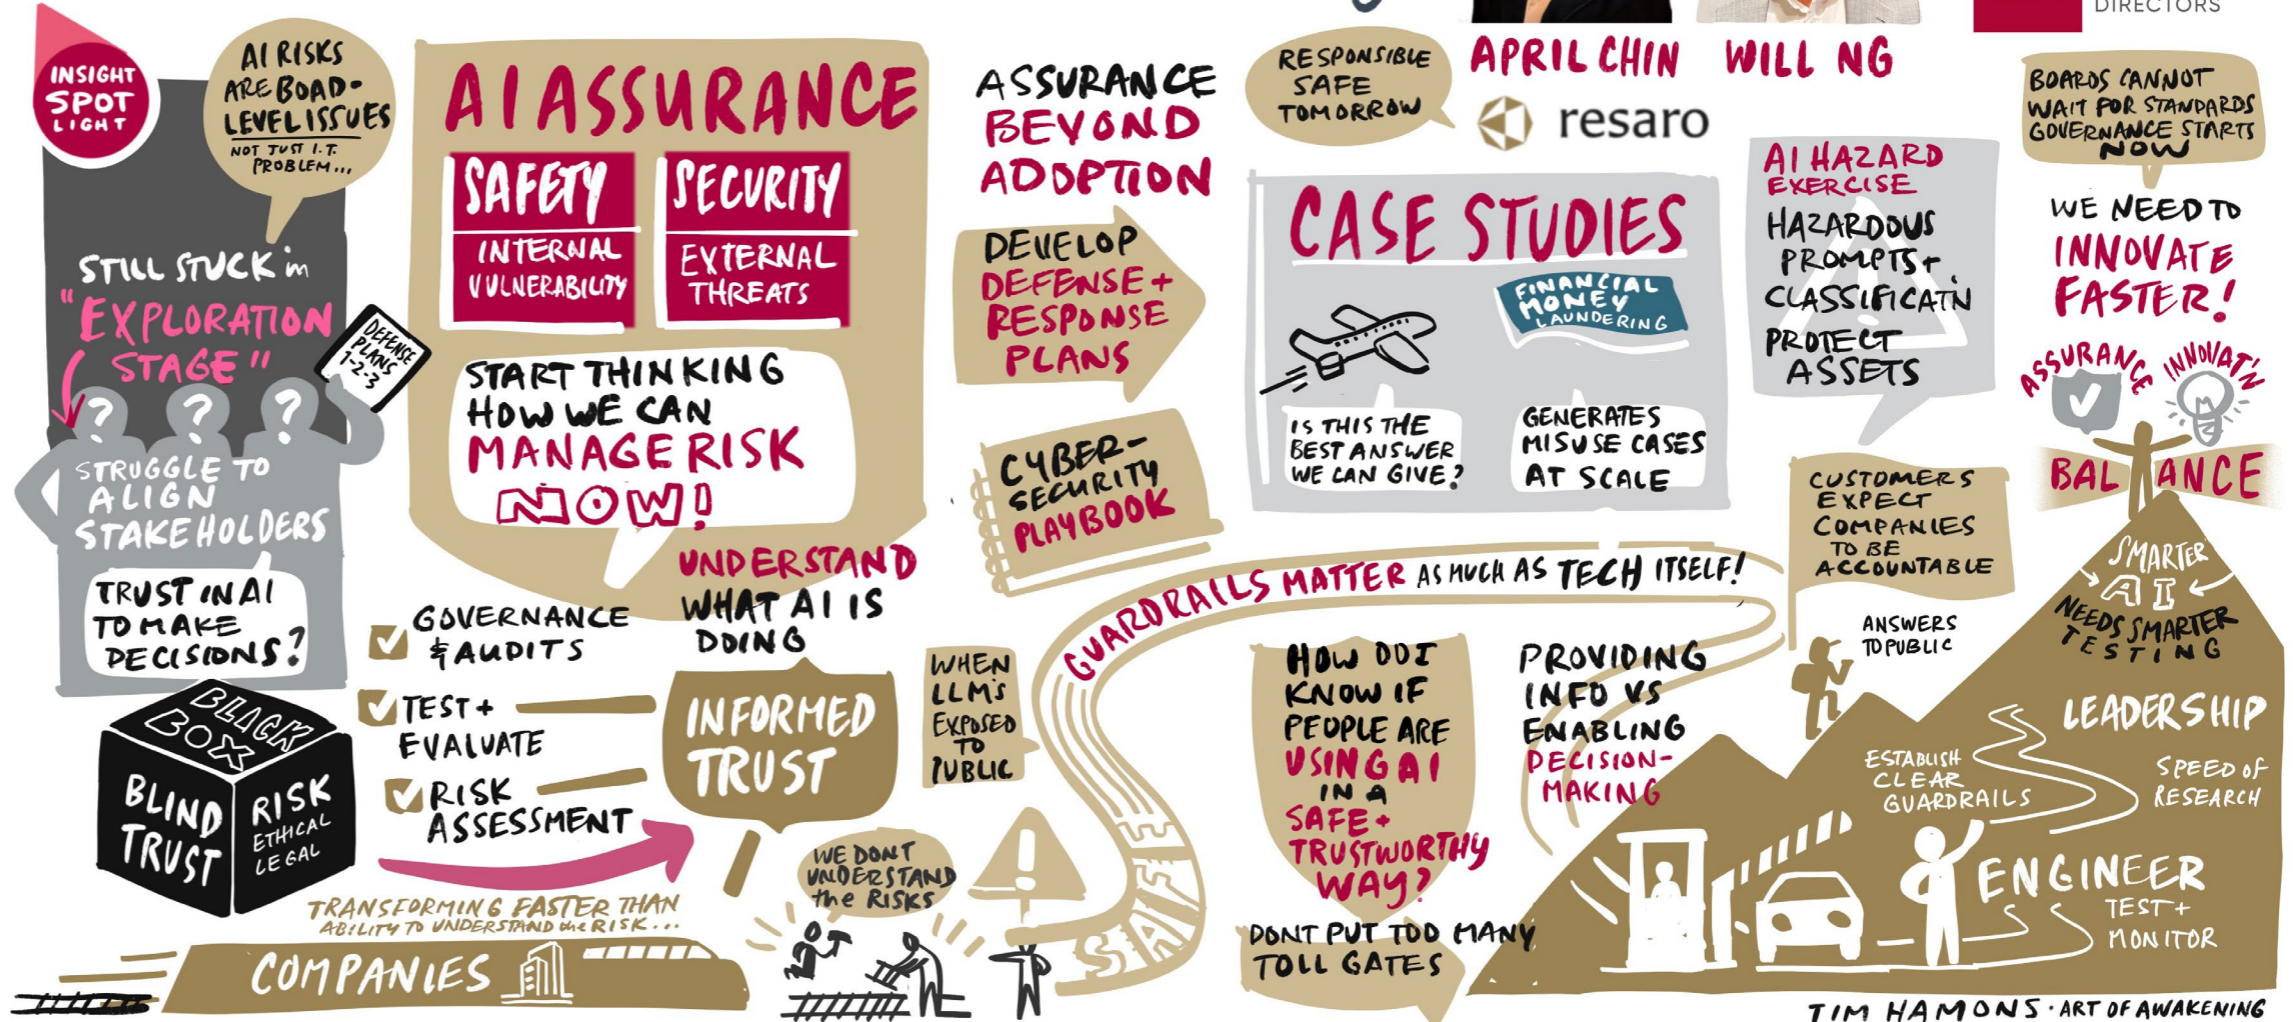 DIRECTORS
INSIGHT
SPOT
LIGHT
AI RISKS
ARE BOAD-
LEVEL ISSUES
NOT JUST I.T.
PROBLEM...
STILL STUCK in
"EXPLORATION
STAGE"
DEFENSE
PLANS
1-2-3
? ? ?
STRUGGLE TO
ALIGN
STAKEHOLDERS
TRUST IN AI
TO MAKE
DECISIONS?
BLACK
BOX
BLIND
TRUST
RISK
ETHICAL
LEGAL
AI ASSURANCE
SAFETY
INTERNAL
VULNERABILITY
SECURITY
EXTERNAL
THREATS
START THINKING
HOW WE CAN
MANAGE RISK
NOW!
UNDERSTAND
WHAT AI IS
DOING
GOVERNANCE
& AUDITS
TEST +
EVALUATE
RISK
ASSESSMENT
INFORMED
TRUST
TRANSFORMING FASTER THAN
ABILITY TO UNDERSTAND the RISK...
COMPANIES
WE DONT
UNDERSTAND
the RISKS
ASSURANCE
BEYOND
ADOPTION
DEVELOP
DEFENSE +
RESPONSE
PLANS
CYBER-
SECURITY
PLAYBOOK
WHEN
LLM'S
EXPOSED
TO
PUBLIC
!
GUARDRAILS MATTER AS MUCH AS TECH ITSELF!
SAFE
RESPONSIBLE
SAFE
TOMORROW
APRIL CHIN
WILL NG
resaro
CASE STUDIES
IS THIS THE
BEST ANSWER
WE CAN GIVE?
FINANCIAL
MONEY
LAUNDERING
GENERATES
MISUSE CASES
AT SCALE
AI HAZARD
EXERCISE
HAZARDOUS
PROMPTS +
CLASSIFICAT'N
PROTECT
ASSETS
BOARDS CANNOT
WAIT FOR STANDARDS
GOVERNANCE STARTS
NOW
WE NEED TO
INNOVATE
FASTER!
ASSURANCE
INNOVAT'N
BALANCE
CUSTOMERS
EXPECT
COMPANIES
TO BE
ACCOUNTABLE
ANSWERS
TO PUBLIC
HOW DO I
KNOW IF
PEOPLE ARE
USING AI
IN A
SAFE +
TRUSTWORTHY
WAY?
PROVIDING
INFO VS
ENABLING
DECISION-
MAKING
DONT PUT TOO MANY
TOLL GATES
SMARTER
AI
NEEDS SMARTER
TESTING
LEADERSHIP
ESTABLISH
CLEAR
GUARDRAILS
SPEED OF
RESEARCH
ENGINEER
TEST +
MONITOR
TIM HAMONS · ART OF AWAKENING